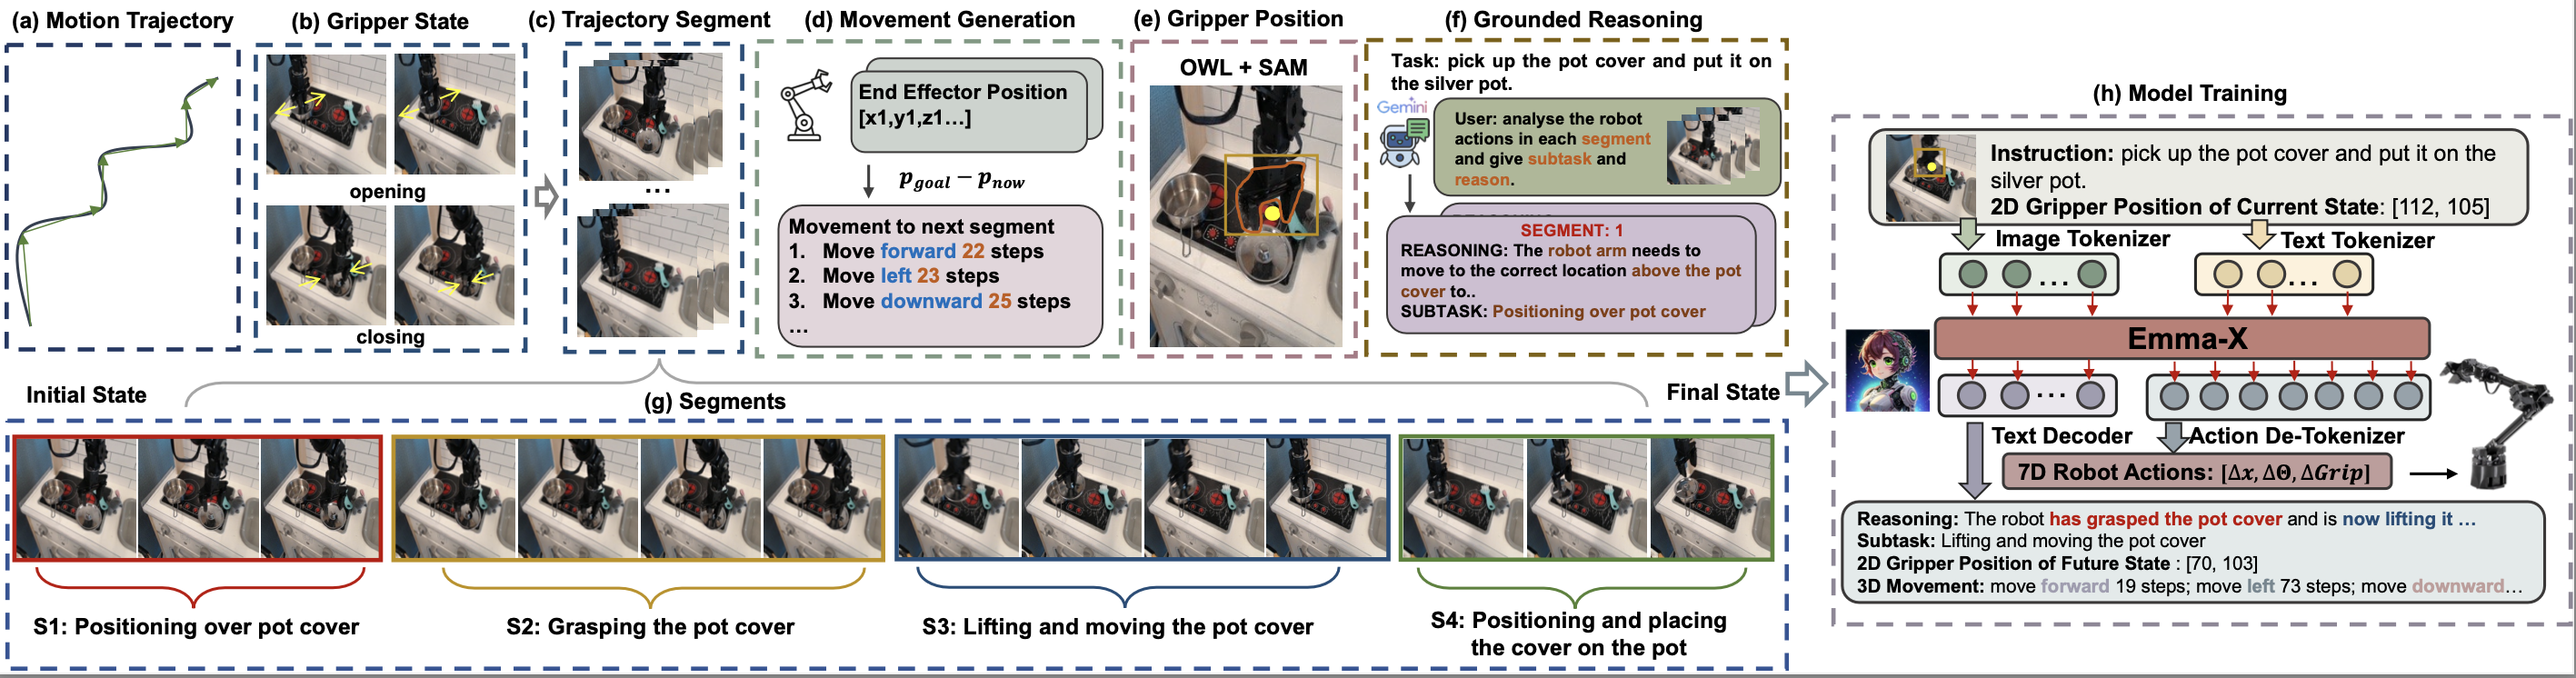 (a) Motion Trajectory
(b) Gripper State
opening
closing
(c) Trajectory Segment
...
(d) Movement Generation
End Effector Position
[x1,y1,z1...]
p_goal − p_now
Movement to next segment
1. Move forward 22 steps
2. Move left 23 steps
3. Move downward 25 steps
...
(e) Gripper Position
OWL + SAM
(f) Grounded Reasoning
Task: pick up the pot cover and put it on
the silver pot.
Gemini
User: analyse the robot
actions in each segment
and give subtask and
reason.
SEGMENT: 1
REASONING: The robot arm needs to
move to the correct location above the pot
cover to..
SUBTASK: Positioning over pot cover
Initial State
(g) Segments
Final State
S1: Positioning over pot cover
S2: Grasping the pot cover
S3: Lifting and moving the pot cover
S4: Positioning and placing
the cover on the pot
(h) Model Training
Instruction: pick up the pot cover and put it on the
silver pot.
2D Gripper Position of Current State: [112, 105]
Image Tokenizer
Text Tokenizer
...
...
Emma-X
...
Text Decoder
Action De-Tokenizer
7D Robot Actions: [Δx, ΔΘ, ΔGrip]
Reasoning: The robot has grasped the pot cover and is now lifting it ...
Subtask: Lifting and moving the pot cover
2D Gripper Position of Future State : [70, 103]
3D Movement: move forward 19 steps; move left 73 steps; move downward...